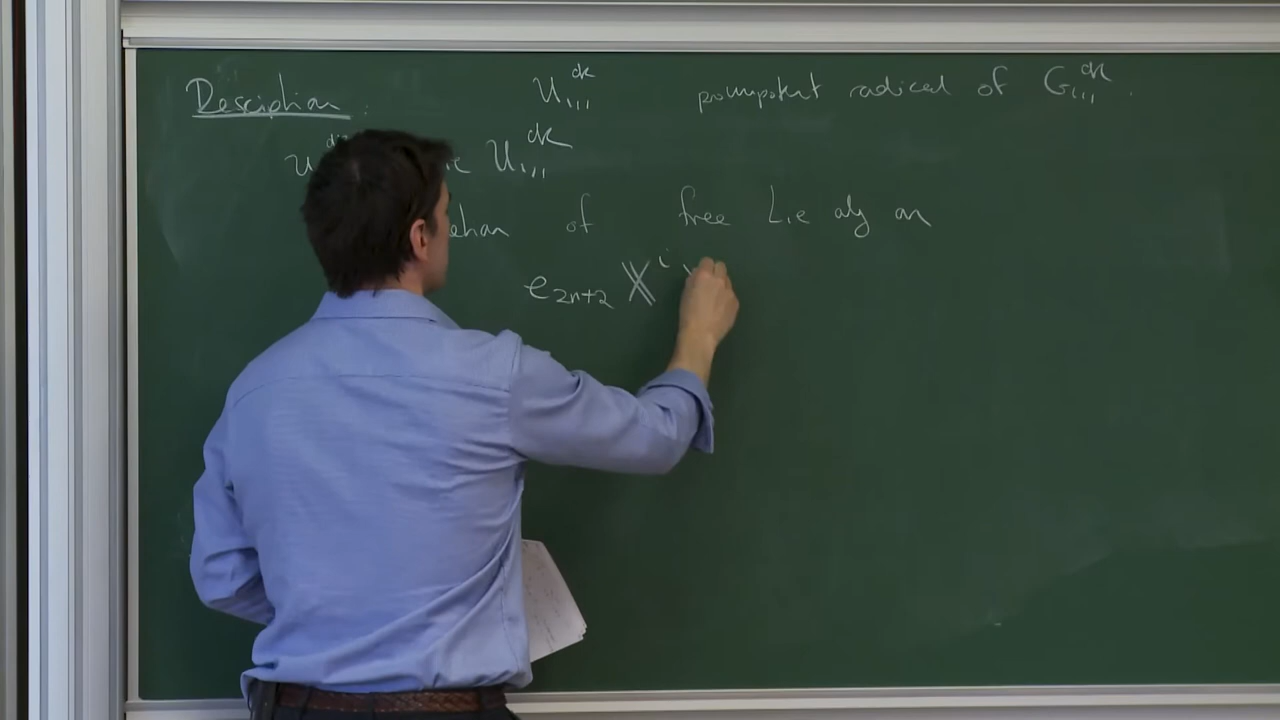 Description : U₁,₁^dR prounipotent radical of G₁,₁^dR.
u Lie U₁,₁^dR
of free Lie alg on
e₂ₙ₊₂ 𝕏^i